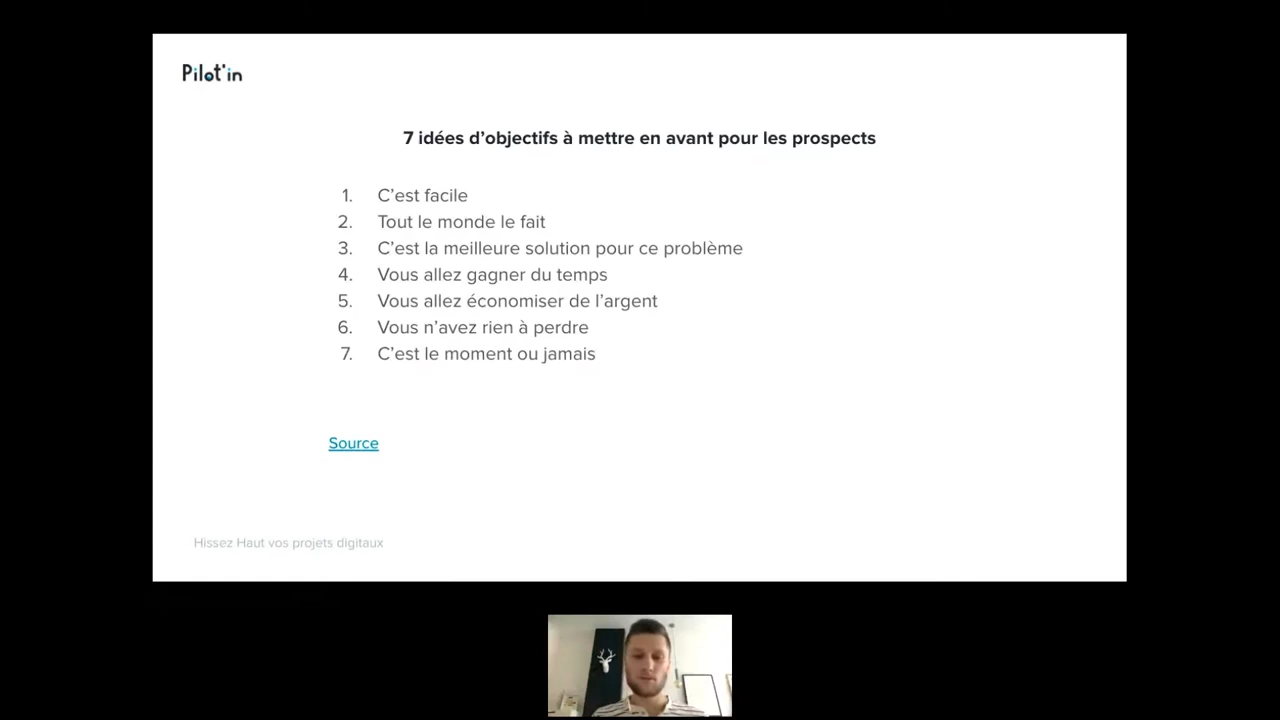 Pilot'in
7 idées d’objectifs à mettre en avant pour les prospects
1. C’est facile
2. Tout le monde le fait
3. C’est la meilleure solution pour ce problème
4. Vous allez gagner du temps
5. Vous allez économiser de l’argent
6. Vous n’avez rien à perdre
7. C’est le moment ou jamais
Source
Hissez Haut vos projets digitaux